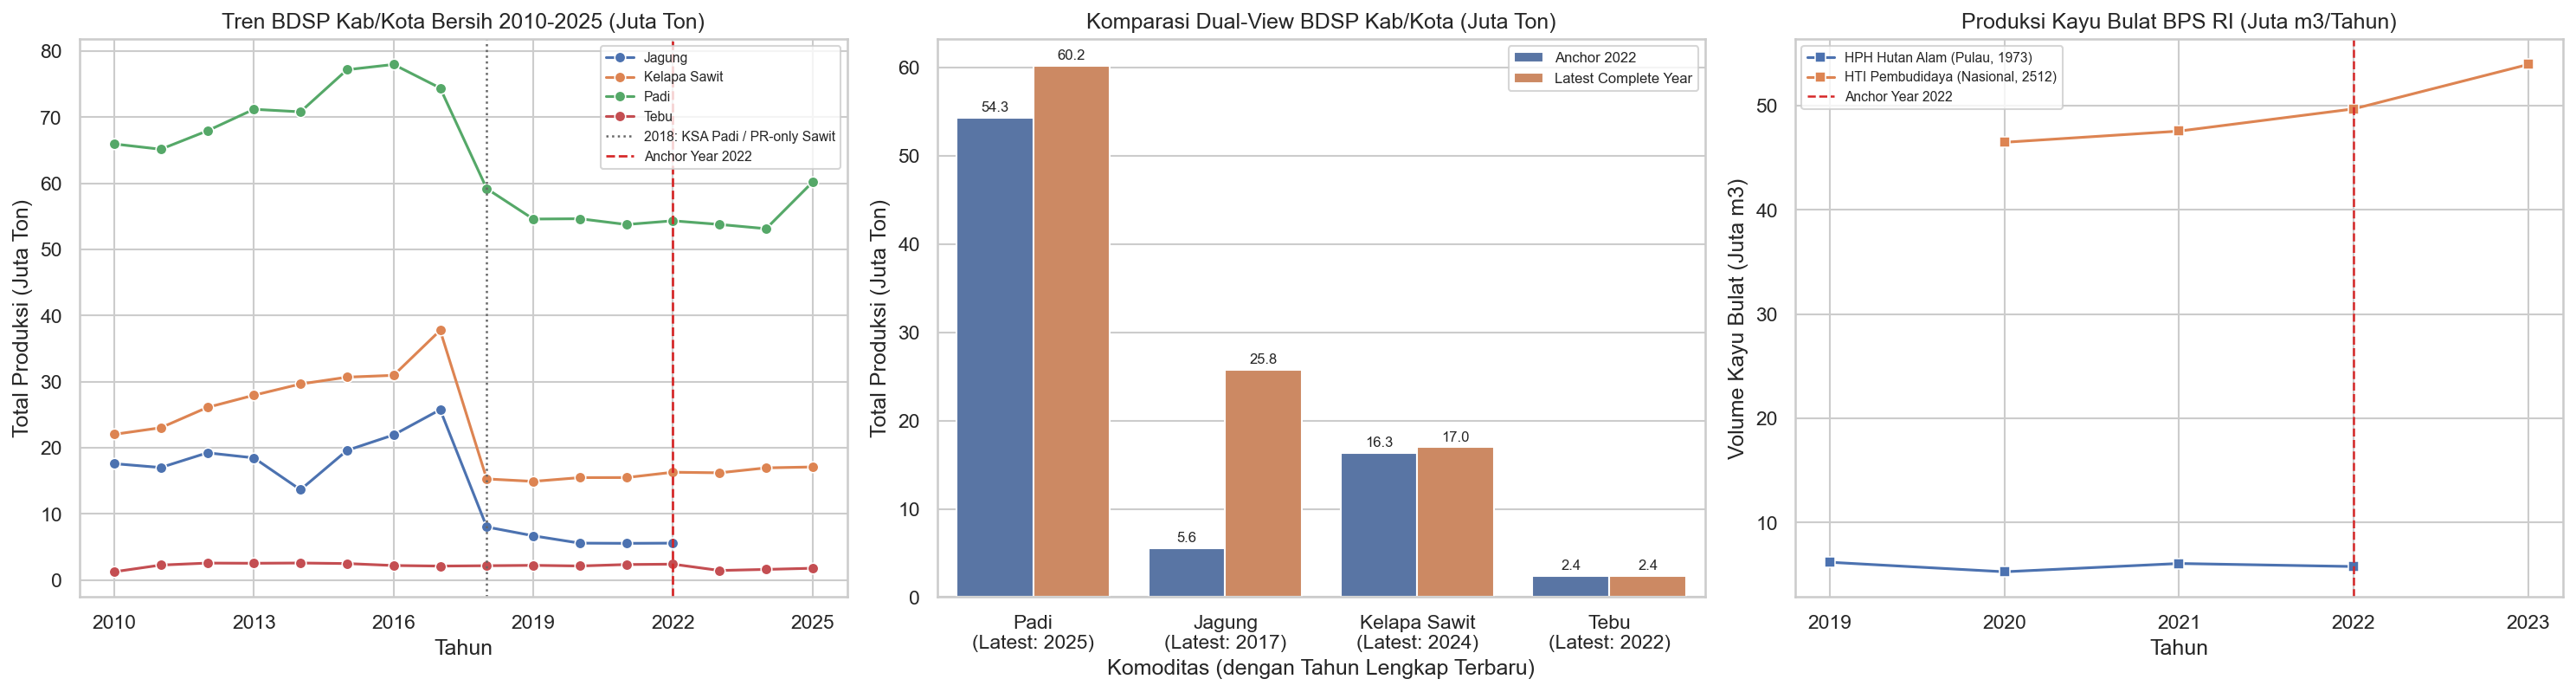 Tren BDSP Kab/Kota Bersih 2010-2025 (Juta Ton)
Total Produksi (Juta Ton)
80
70
60
50
40
30
20
10
0
Jagung
Kelapa Sawit
Padi
Tebu
2018: KSA Padi / PR-only Sawit
Anchor Year 2022
2010 2013 2016 2019 2022 2025
Tahun
Komparasi Dual-View BDSP Kab/Kota (Juta Ton)
Total Produksi (Juta Ton)
60
50
40
30
20
10
0
Anchor 2022
Latest Complete Year
54.3
60.2
5.6
25.8
16.3
17.0
2.4
2.4
Padi
(Latest: 2025)
Jagung
(Latest: 2017)
Kelapa Sawit
(Latest: 2024)
Tebu
(Latest: 2022)
Komoditas (dengan Tahun Lengkap Terbaru)
Produksi Kayu Bulat BPS RI (Juta m3/Tahun)
Volume Kayu Bulat (Juta m3)
50
40
30
20
10
HPH Hutan Alam (Pulau, 1973)
HTI Pembudidaya (Nasional, 2512)
Anchor Year 2022
2019 2020 2021 2022 2023
Tahun